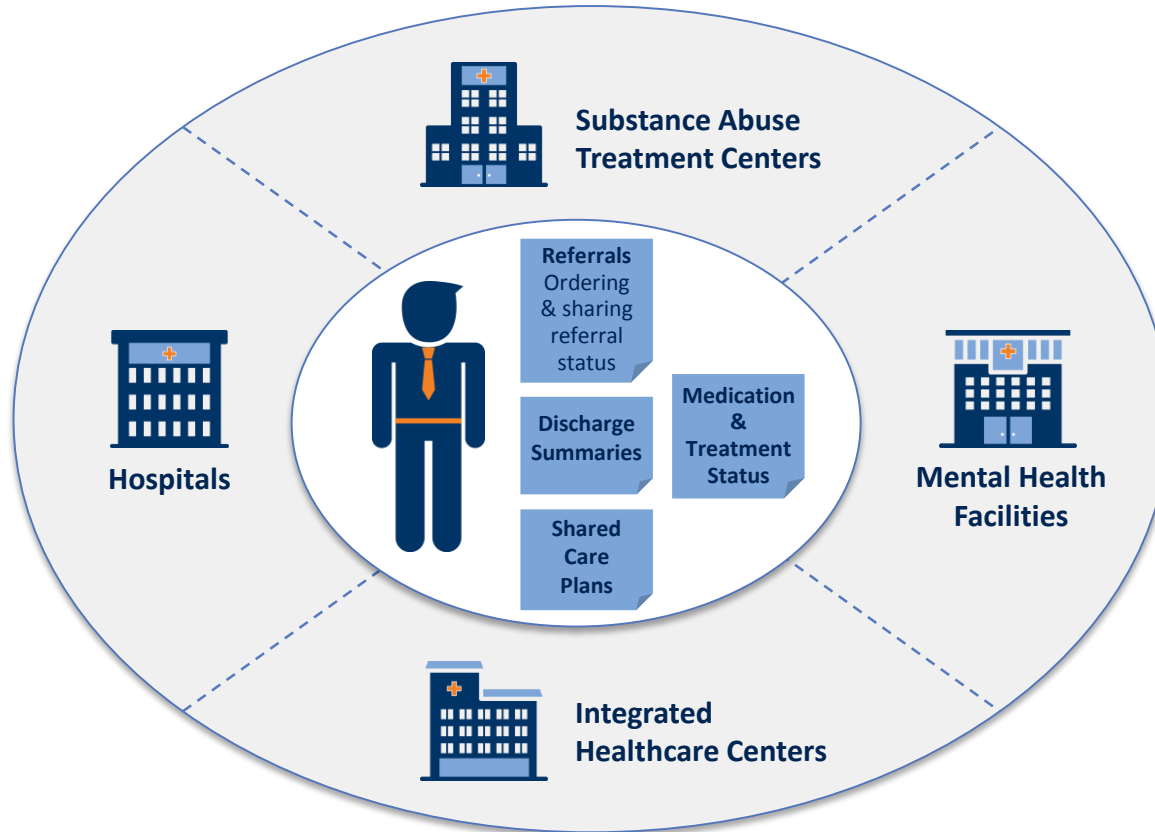 Substance Abuse
Treatment Centers
Referrals
Ordering
& sharing
referral
status
Medication
&
Treatment
Status
Discharge
Summaries
Shared
Care
Plans
Hospitals
Mental Health
Facilities
Integrated
Healthcare Centers